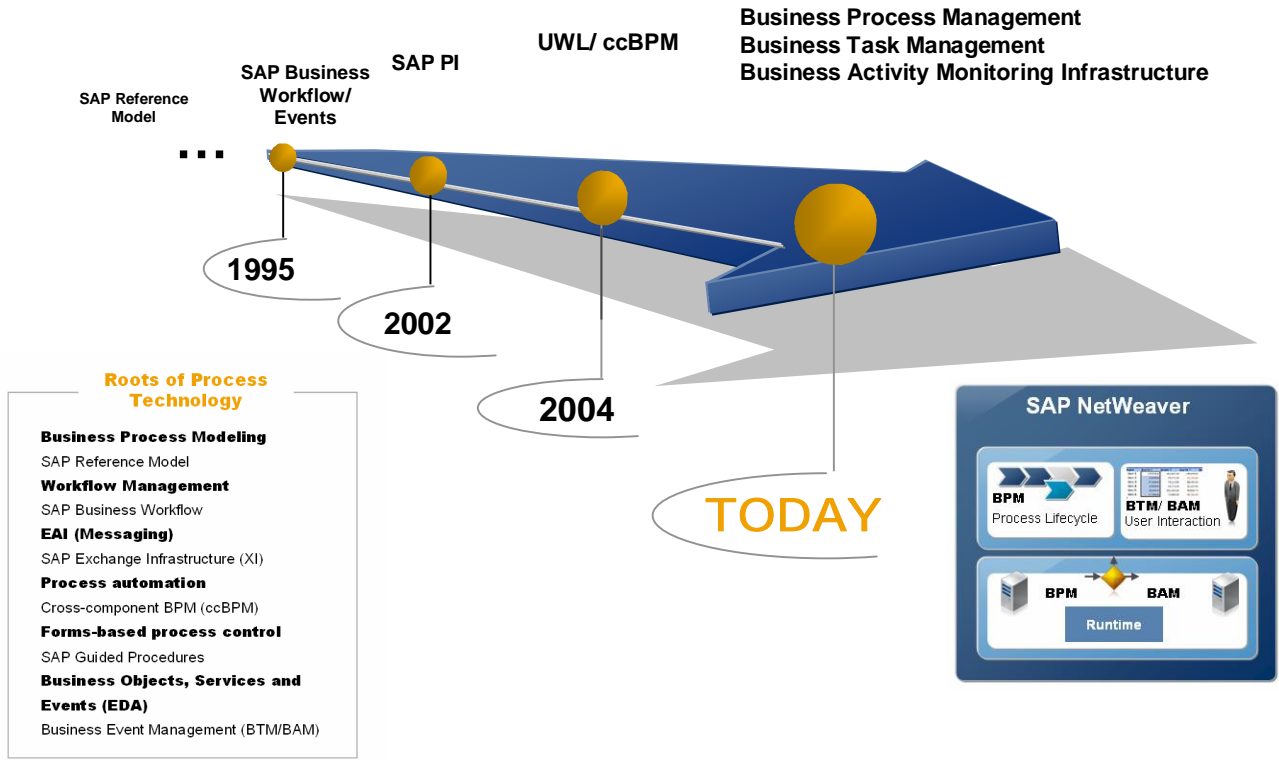 Business Process Management
Business Task Management
Business Activity Monitoring Infrastructure
UWL/ ccBPM
SAP PI
SAP Business
Workflow/
Events
SAP Reference
Model
...
1995
2002
2004
TODAY
Roots of Process
Technology
Business Process Modeling
SAP Reference Model
Workflow Management
SAP Business Workflow
EAI (Messaging)
SAP Exchange Infrastructure (XI)
Process automation
Cross-component BPM (ccBPM)
Forms-based process control
SAP Guided Procedures
Business Objects, Services and
Events (EDA)
Business Event Management (BTM/BAM)
SAP NetWeaver
BPM
Process Lifecycle
BTM/ BAM
User Interaction
BPM
BAM
Runtime